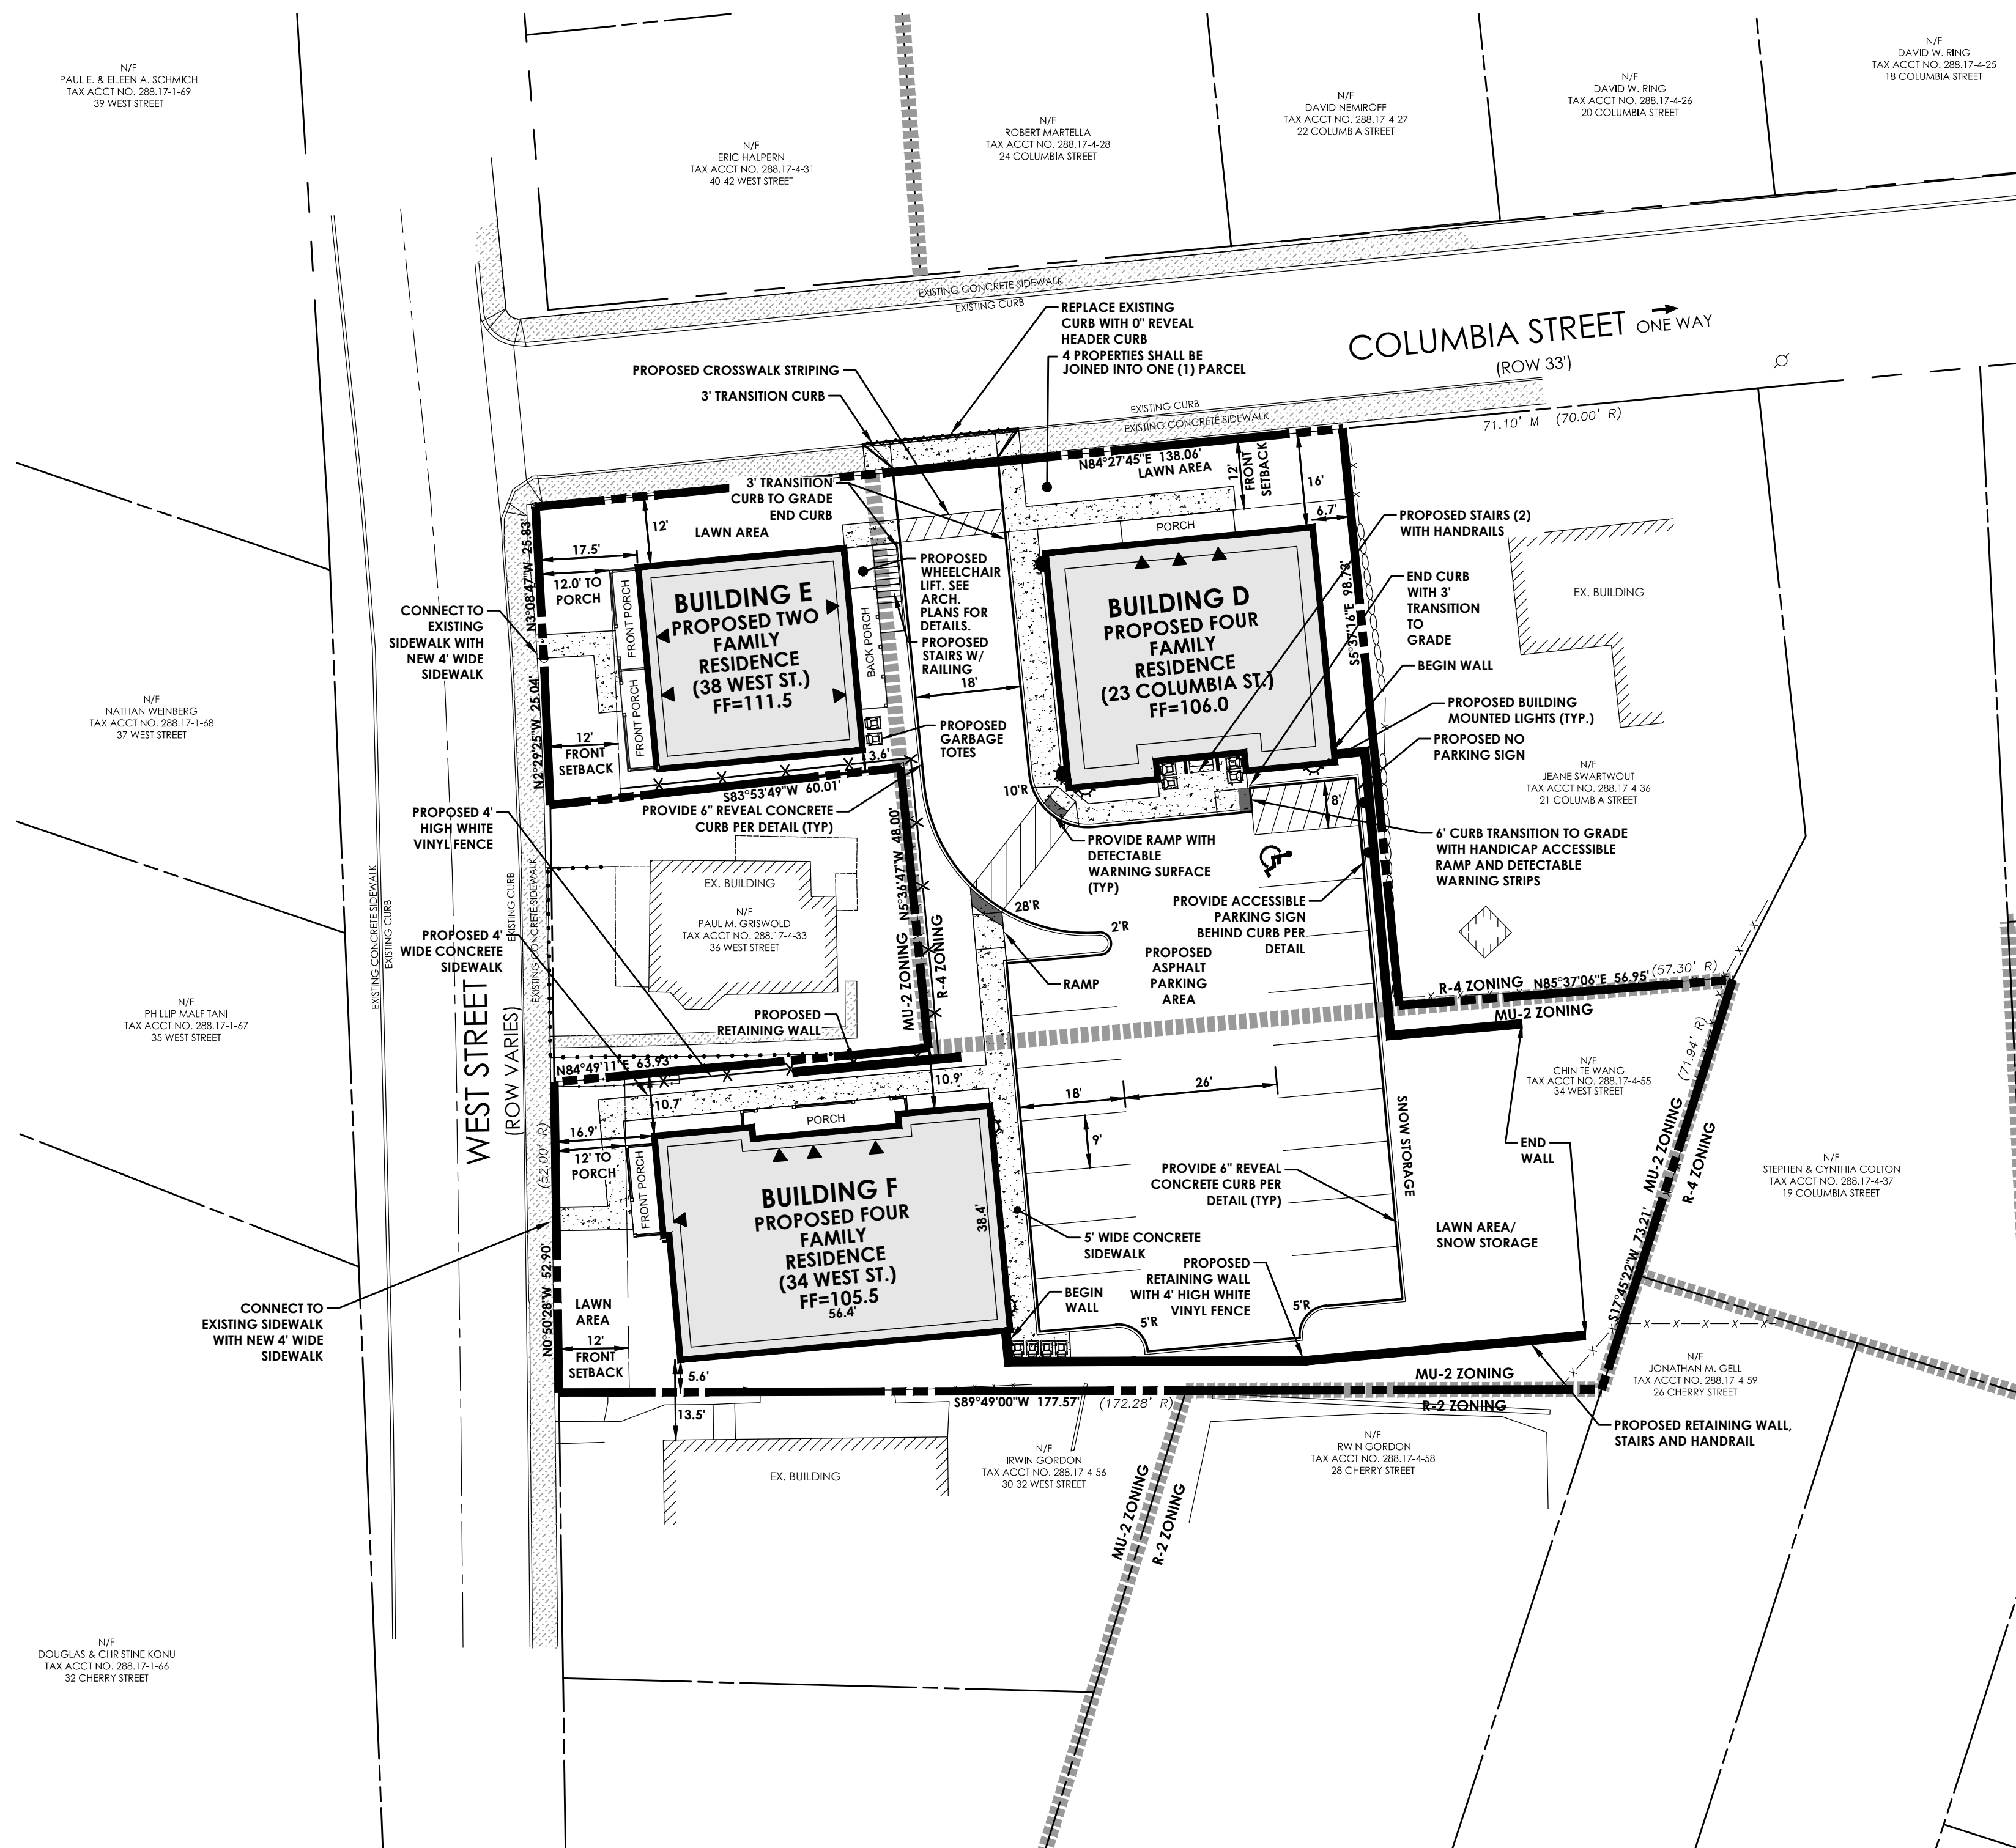 N/F
PAUL E. & EILEEN A. SCHMICH
TAX ACCT NO. 288.17-1-69
39 WEST STREET
N/F
ERIC HALPERN
TAX ACCT NO. 288.17-4-31
40-42 WEST STREET
N/F
ROBERT MARTELLA
TAX ACCT NO. 288.17-4-28
24 COLUMBIA STREET
N/F
DAVID NEMIROFF
TAX ACCT NO. 288.17-4-27
22 COLUMBIA STREET
N/F
DAVID W. RING
TAX ACCT NO. 288.17-4-26
20 COLUMBIA STREET
N/F
DAVID W. RING
TAX ACCT NO. 288.17-4-25
18 COLUMBIA STREET
EXISTING CONCRETE SIDEWALK
EXISTING CURB
REPLACE EXISTING
CURB WITH 0" REVEAL
HEADER CURB
4 PROPERTIES SHALL BE
JOINED INTO ONE (1) PARCEL
COLUMBIA STREET
ONE WAY
(ROW 33')
PROPOSED CROSSWALK STRIPING
3' TRANSITION CURB
EXISTING CURB
EXISTING CONCRETE SIDEWALK
71.10' M (70.00' R)
N84°27'45"E 138.06'
LAWN AREA
12'
FRONT
SETBACK
16'
6.7'
3' TRANSITION
CURB TO GRADE
END CURB
LAWN AREA
12'
17.5'
12.0' TO
PORCH
N3°08'47"W 25.83'
N2°29'25"W 25.04'
FRONT PORCH
FRONT PORCH
BACK PORCH
BUILDING E
PROPOSED TWO
FAMILY
RESIDENCE
(38 WEST ST.)
FF=111.5
PROPOSED
WHEELCHAIR
LIFT. SEE
ARCH.
PLANS FOR
DETAILS.
PROPOSED
STAIRS W/
RAILING
18'
PROPOSED
GARBAGE
TOTES
PORCH
BUILDING D
PROPOSED FOUR
FAMILY
RESIDENCE
(23 COLUMBIA ST.)
FF=106.0
S5°37'16"E 98.73'
PROPOSED STAIRS (2)
WITH HANDRAILS
END CURB
WITH 3'
TRANSITION
TO
GRADE
BEGIN WALL
PROPOSED BUILDING
MOUNTED LIGHTS (TYP.)
PROPOSED NO
PARKING SIGN
EX. BUILDING
N/F
JEANE SWARTWOUT
TAX ACCT NO. 288.17-4-36
21 COLUMBIA STREET
CONNECT TO
EXISTING
SIDEWALK WITH
NEW 4' WIDE
SIDEWALK
12'
FRONT
SETBACK
3.6'
S83°53'49"W 60.01'
PROVIDE 6" REVEAL CONCRETE
CURB PER DETAIL (TYP)
PROPOSED 4'
HIGH WHITE
VINYL FENCE
N/F
NATHAN WEINBERG
TAX ACCT NO. 288.17-1-68
37 WEST STREET
10'R
8'
PROVIDE RAMP WITH
DETECTABLE
WARNING SURFACE
(TYP)
6' CURB TRANSITION TO GRADE
WITH HANDICAP ACCESSIBLE
RAMP AND DETECTABLE
WARNING STRIPS
PROVIDE ACCESSIBLE
PARKING SIGN
BEHIND CURB PER
DETAIL
28'R
2'R
PROPOSED
ASPHALT
PARKING
AREA
RAMP
EX. BUILDING
N/F
PAUL M. GRISWOLD
TAX ACCT NO. 288.17-4-33
36 WEST STREET
N5°36'47"W 48.00'
MU-2 ZONING
R-4 ZONING
EXISTING CONCRETE SIDEWALK
EXISTING CURB
EXISTING CURB
EXISTING CONCRETE SIDEWALK
PROPOSED 4'
WIDE CONCRETE
SIDEWALK
WEST STREET
(ROW VARIES)
PROPOSED
RETAINING WALL
N/F
PHILLIP MALFITANI
TAX ACCT NO. 288.17-1-67
35 WEST STREET
R-4 ZONING
N85°37'06"E 56.95'
(57.30' R)
MU-2 ZONING
N84°49'11"E 63.93'
10.7'
10.9'
16.9'
12' TO
PORCH
PORCH
FRONT PORCH
18'
26'
9'
SNOW STORAGE
N/F
CHIN TE WANG
TAX ACCT NO. 288.17-4-55
34 WEST STREET
(71.94' R)
MU-2 ZONING
R-4 ZONING
END
WALL
N/F
STEPHEN & CYNTHIA COLTON
TAX ACCT NO. 288.17-4-37
19 COLUMBIA STREET
PROVIDE 6" REVEAL
CONCRETE CURB PER
DETAIL (TYP)
BUILDING F
PROPOSED FOUR
FAMILY
RESIDENCE
(34 WEST ST.)
FF=105.5
56.4'
38.4'
5' WIDE CONCRETE
SIDEWALK
PROPOSED
RETAINING WALL
WITH 4' HIGH WHITE
VINYL FENCE
BEGIN
WALL
LAWN AREA/
SNOW STORAGE
S17°45'22"W 73.21'
(52.00' R)
N0°50'28"W 52.90'
CONNECT TO
EXISTING SIDEWALK
WITH NEW 4' WIDE
SIDEWALK
LAWN
AREA
12'
FRONT
SETBACK
5'R
5'R
5.6'
13.5'
S89°49'00"W 177.57'
(172.28' R)
MU-2 ZONING
R-2 ZONING
N/F
JONATHAN M. GELL
TAX ACCT NO. 288.17-4-59
26 CHERRY STREET
PROPOSED RETAINING WALL,
STAIRS AND HANDRAIL
EX. BUILDING
N/F
IRWIN GORDON
TAX ACCT NO. 288.17-4-56
30-32 WEST STREET
N/F
IRWIN GORDON
TAX ACCT NO. 288.17-4-58
28 CHERRY STREET
MU-2 ZONING
R-2 ZONING
N/F
DOUGLAS & CHRISTINE KONU
TAX ACCT NO. 288.17-1-66
32 CHERRY STREET